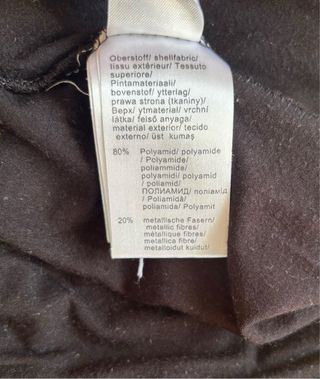 Oberstoff/ shellfabric/
tissu extérieur/ Tessuto
superiore/
Pintamateriaali/
bovenstof/ ytterlag/
prawa strona (tkaniny)/
Верх/ ytmaterial/ vrchní
látka/ felső anyaga/
material exterior/ tecido
externo/ üst kumaş
80% Polyamid/ polyamide
/ Polyamide/
poliammide/
polyamidi/ polyamid
/ poliamid/
ПОЛИАМИД/ поліамід
/ Poliamidă/
poliamida/ Polyamit
20% metallische Fasern/
metallic fibres/
métallique fibres/
metallica fibre/
metalloidut kuidut/